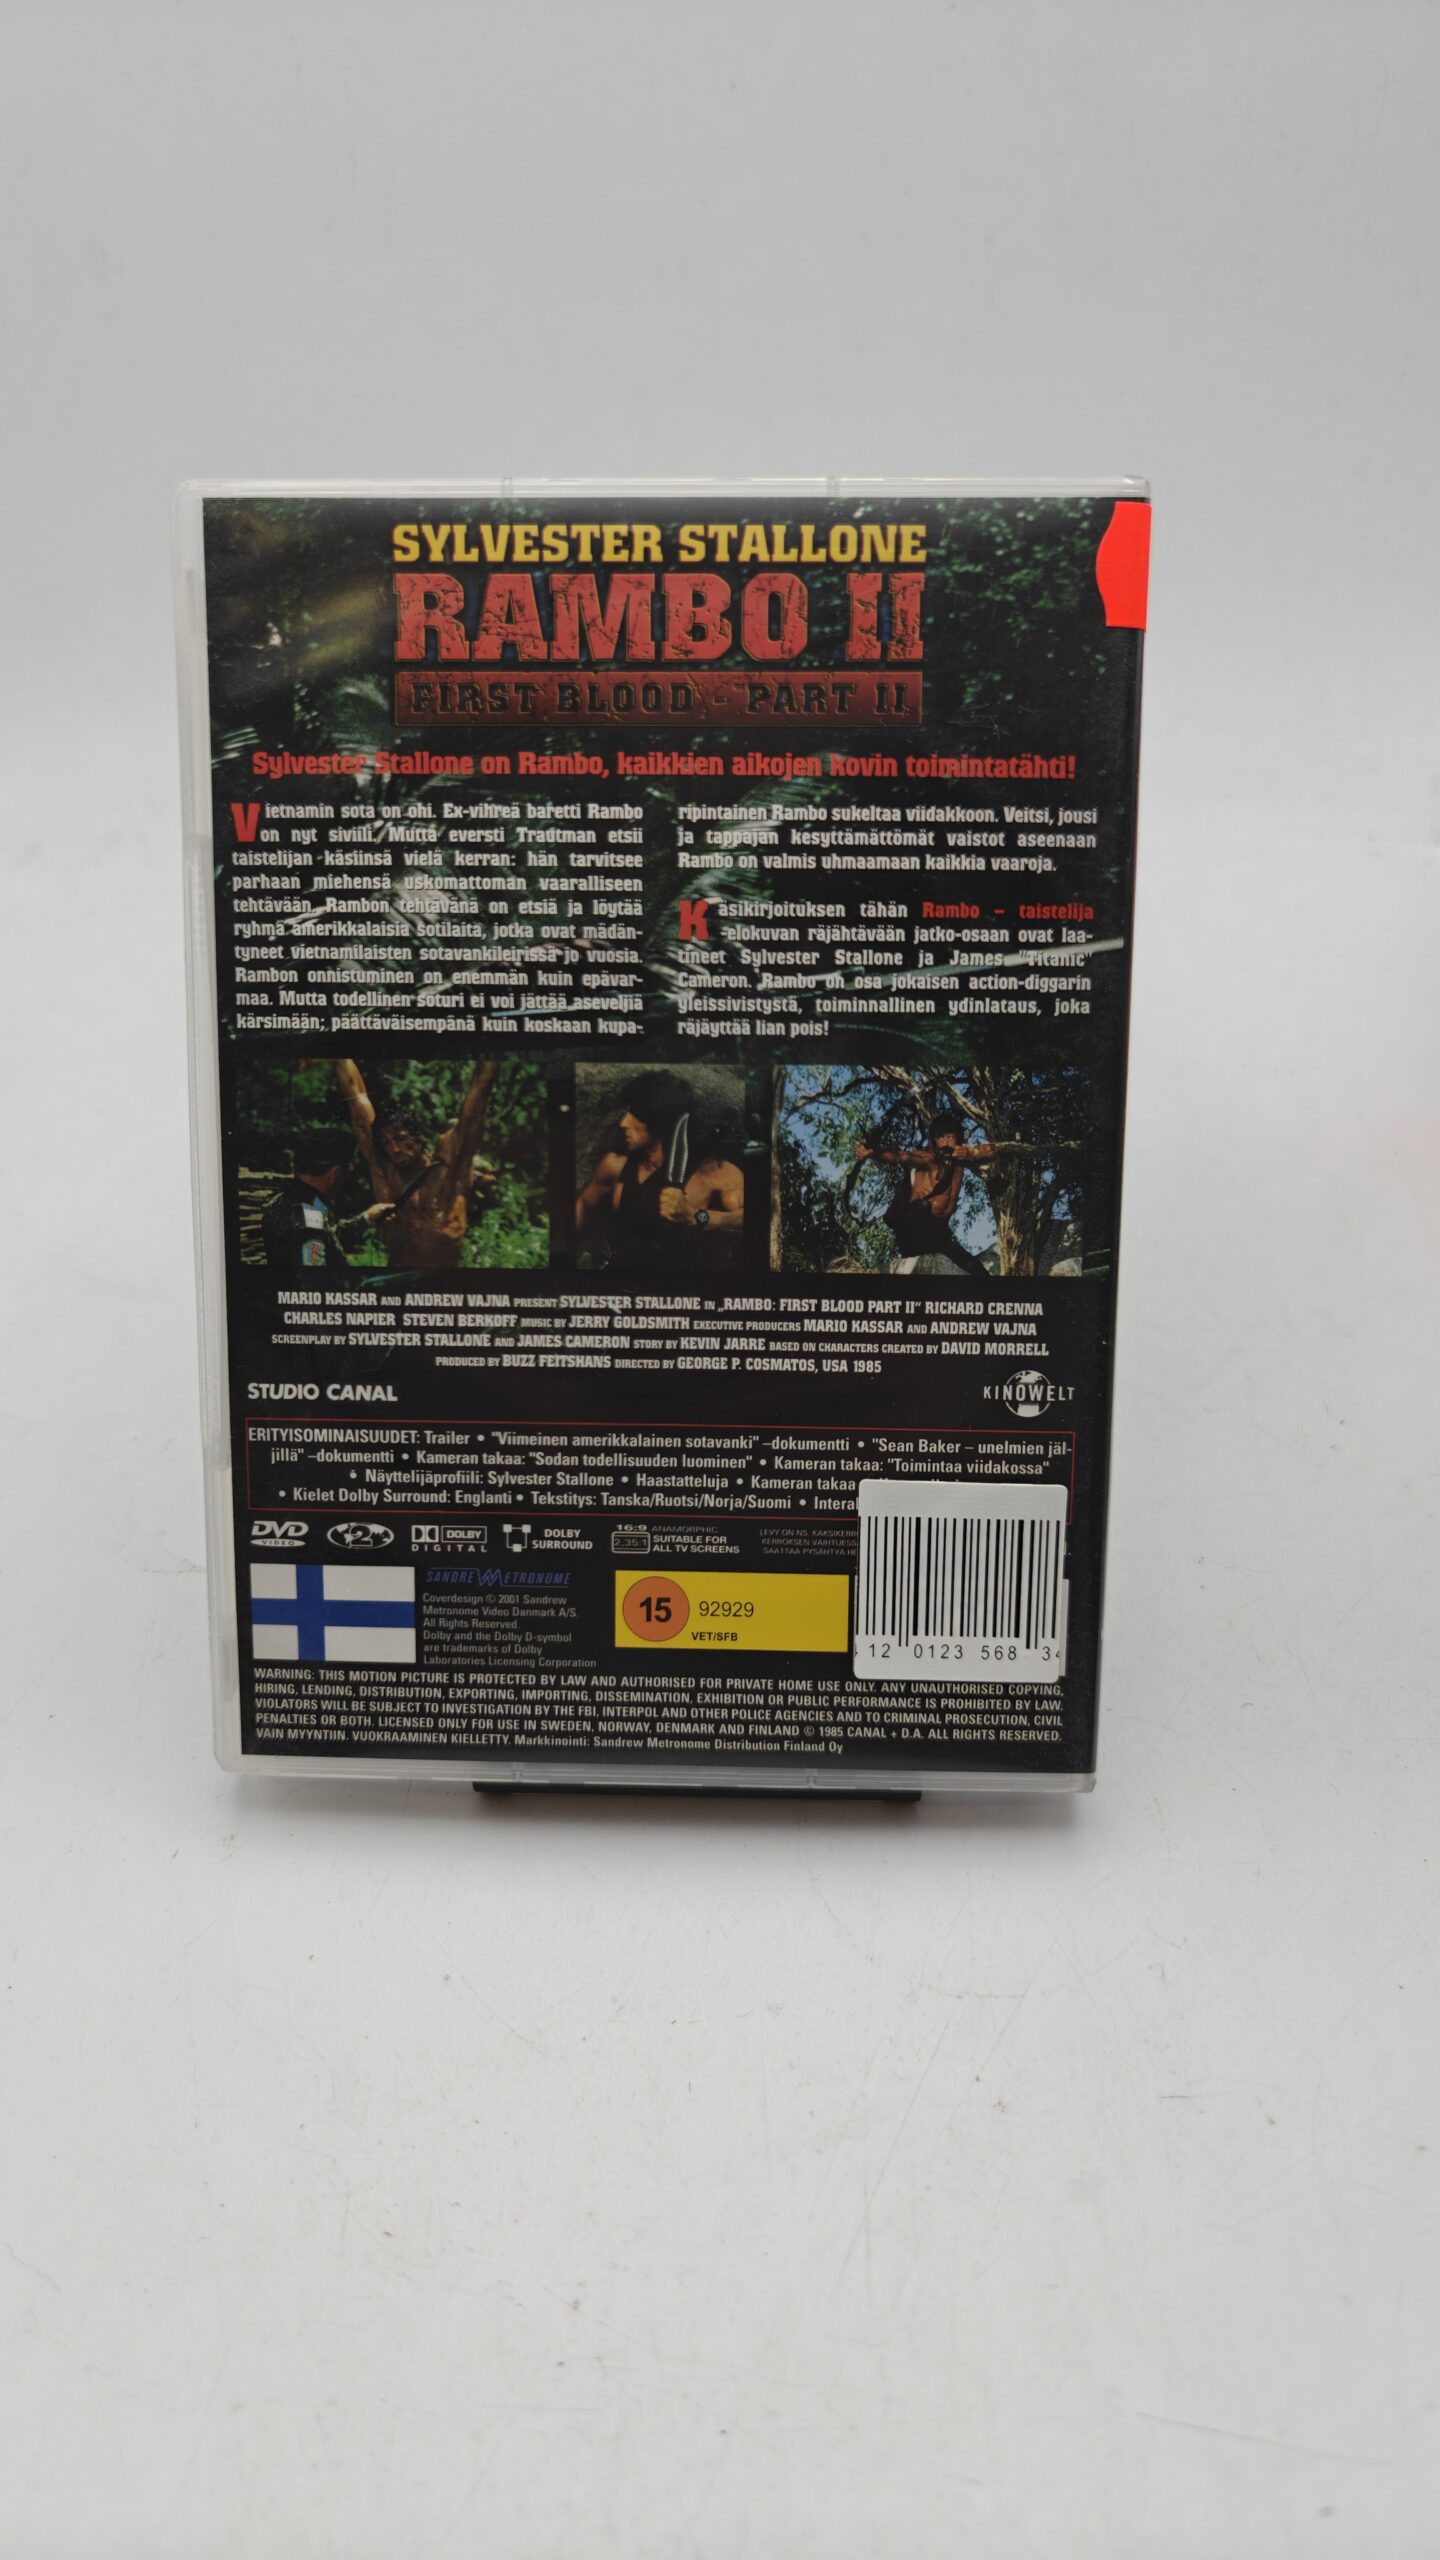 SYLVESTER STALLONE
RAMBO II
FIRST BLOOD - PART II
Sylvester Stallone on Rambo, kaikkien aikojen kovin toimintatähti!
Vietnamin sota on ohi. Ex-vihreä baretti Rambo
on nyt siviili. Mutta eversti Trautman etsii
taistelijan käsiinsä vielä kerran: hän tarvitsee
parhaan miehensä uskomattoman vaaralliseen
tehtävään. Rambon tehtävänä on etsiä ja löytää
ryhmä amerikkalaisia sotilaita, jotka ovat mädän-
tyneet vietnamilaisten sotavankileirissä jo vuosia.
Rambon onnistuminen on enemmän kuin epävar-
maa. Mutta todellinen soturi ei voi jättää aseveljiä
kärsimään; päättäväisempänä kuin koskaan kupa-
ripintainen Rambo sukeltaa viidakkoon. Veitsi, jousi
ja tappajan kesyttämättömät vaistot aseenaan
Rambo on valmis uhmaamaan kaikkia vaaroja.
Käsikirjoituksen tähän Rambo – taistelija
-elokuvan räjähtävään jatko-osaan ovat laa-
tineet Sylvester Stallone ja James "Titanic"
Cameron. Rambo on osa jokaisen action-diggarin
yleissivistystä, toiminnallinen ydinlataus, joka
räjäyttää lian pois!
MARIO KASSAR AND ANDREW VAJNA PRESENT SYLVESTER STALLONE IN „RAMBO: FIRST BLOOD PART II" RICHARD CRENNA
CHARLES NAPIER STEVEN BERKOFF MUSIC BY JERRY GOLDSMITH EXECUTIVE PRODUCERS MARIO KASSAR AND ANDREW VAJNA
SCREENPLAY BY SYLVESTER STALLONE AND JAMES CAMERON STORY BY KEVIN JARRE BASED ON CHARACTERS CREATED BY DAVID MORRELL
PRODUCED BY BUZZ FEITSHANS DIRECTED BY GEORGE P. COSMATOS, USA 1985
STUDIO CANAL
KINOWELT
ERITYISOMINAISUUDET: Trailer • "Viimeinen amerikkalainen sotavanki" –dokumentti • "Sean Baker – unelmien jäl-
jillä" –dokumentti • Kameran takaa: "Sodan todellisuuden luominen" • Kameran takaa: "Toimintaa viidakossa"
• Näyttelijäprofiili: Sylvester Stallone • Haastatteluja • Kameran takaa
• Kielet Dolby Surround: Englanti • Tekstitys: Tanska/Ruotsi/Norja/Suomi •
DVD VIDEO
2
DOLBY DIGITAL
DOLBY SURROUND
16:9 ANAMORPHIC
2,35:1 SUITABLE FOR ALL TV SCREENS
LEVY ON NS.
KERROKSEN
SAATTAA PYSÄHTYÄ
SANDREW METRONOME
Coverdesign © 2001 Sandrew
Metronome Video Danmark A/S.
All Rights Reserved.
Dolby and the Dolby D-symbol
are trademarks of Dolby
Laboratories Licensing Corporation
15 92929
VET/SFB
12 0123 568 34
WARNING: THIS MOTION PICTURE IS PROTECTED BY LAW AND AUTHORISED FOR PRIVATE HOME USE ONLY. ANY UNAUTHORISED COPYING,
HIRING, LENDING, DISTRIBUTION, EXPORTING, IMPORTING, DISSEMINATION, EXHIBITION OR PUBLIC PERFORMANCE IS PROHIBITED BY LAW.
VIOLATORS WILL BE SUBJECT TO INVESTIGATION BY THE FBI, INTERPOL AND OTHER POLICE AGENCIES AND TO CRIMINAL PROSECUTION, CIVIL
PENALTIES OR BOTH. LICENSED ONLY FOR USE IN SWEDEN, NORWAY, DENMARK AND FINLAND © 1985 CANAL + D.A. ALL RIGHTS RESERVED.
VAIN MYYNTIIN. VUOKRAAMINEN KIELLETTY. Markkinointi: Sandrew Metronome Distribution Finland Oy